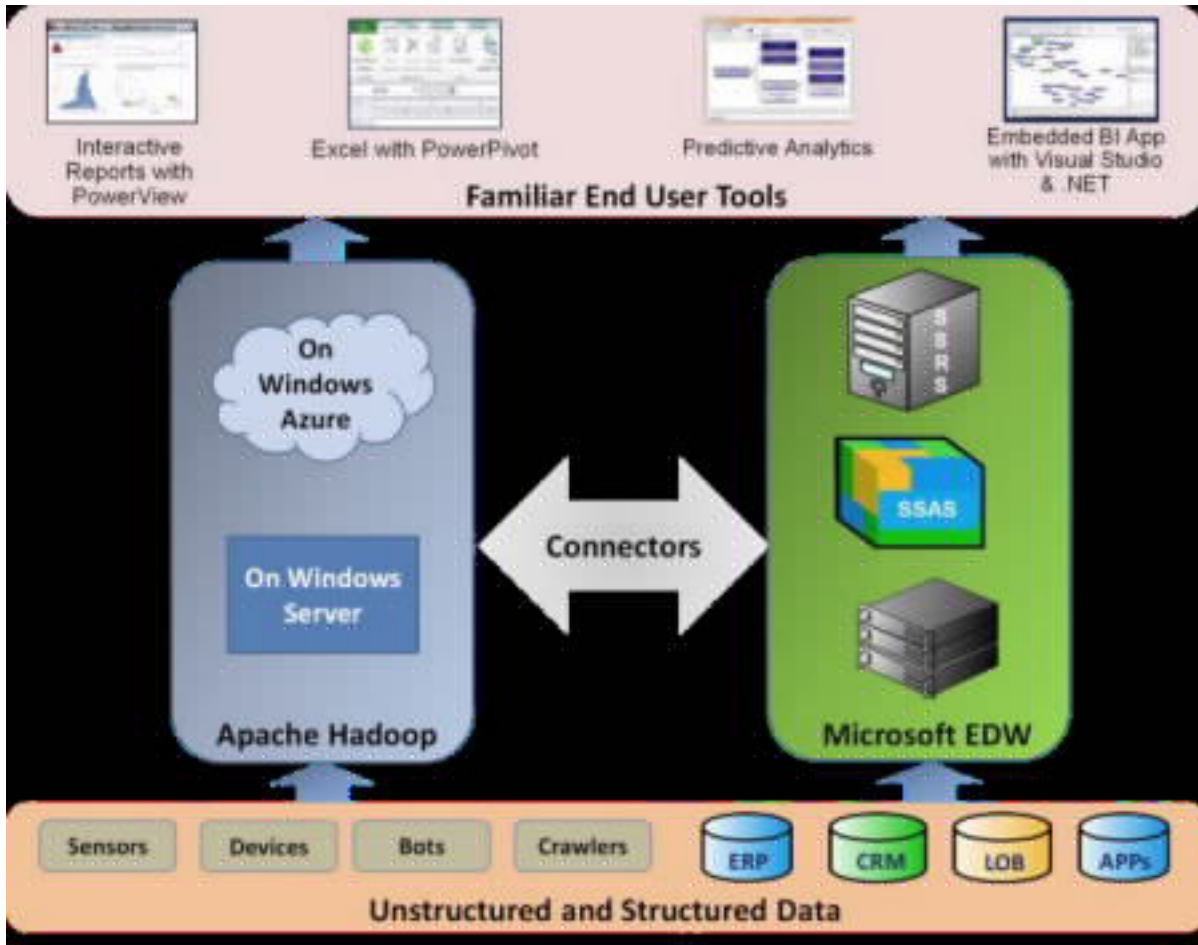 Interactive
Reports with
PowerView
Excel with PowerPivot
Predictive Analytics
Embedded BI App
with Visual Studio
& .NET
Familiar End User Tools
On
Windows
Azure
On Windows
Server
Apache Hadoop
Connectors
SSRS
SSAS
Microsoft EDW
Sensors
Devices
Bots
Crawlers
ERP
CRM
LOB
APPs
Unstructured and Structured Data